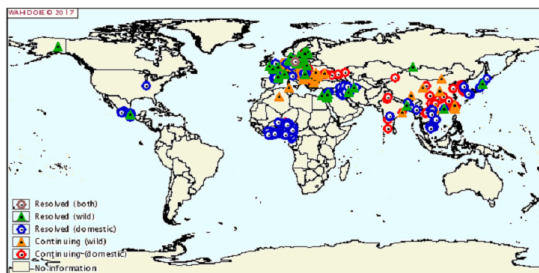 WAHID OIE © 2017
Resolved (both)
Resolved (wild)
Resolved (domestic)
Continuing (wild)
Continuing (domestic)
No information